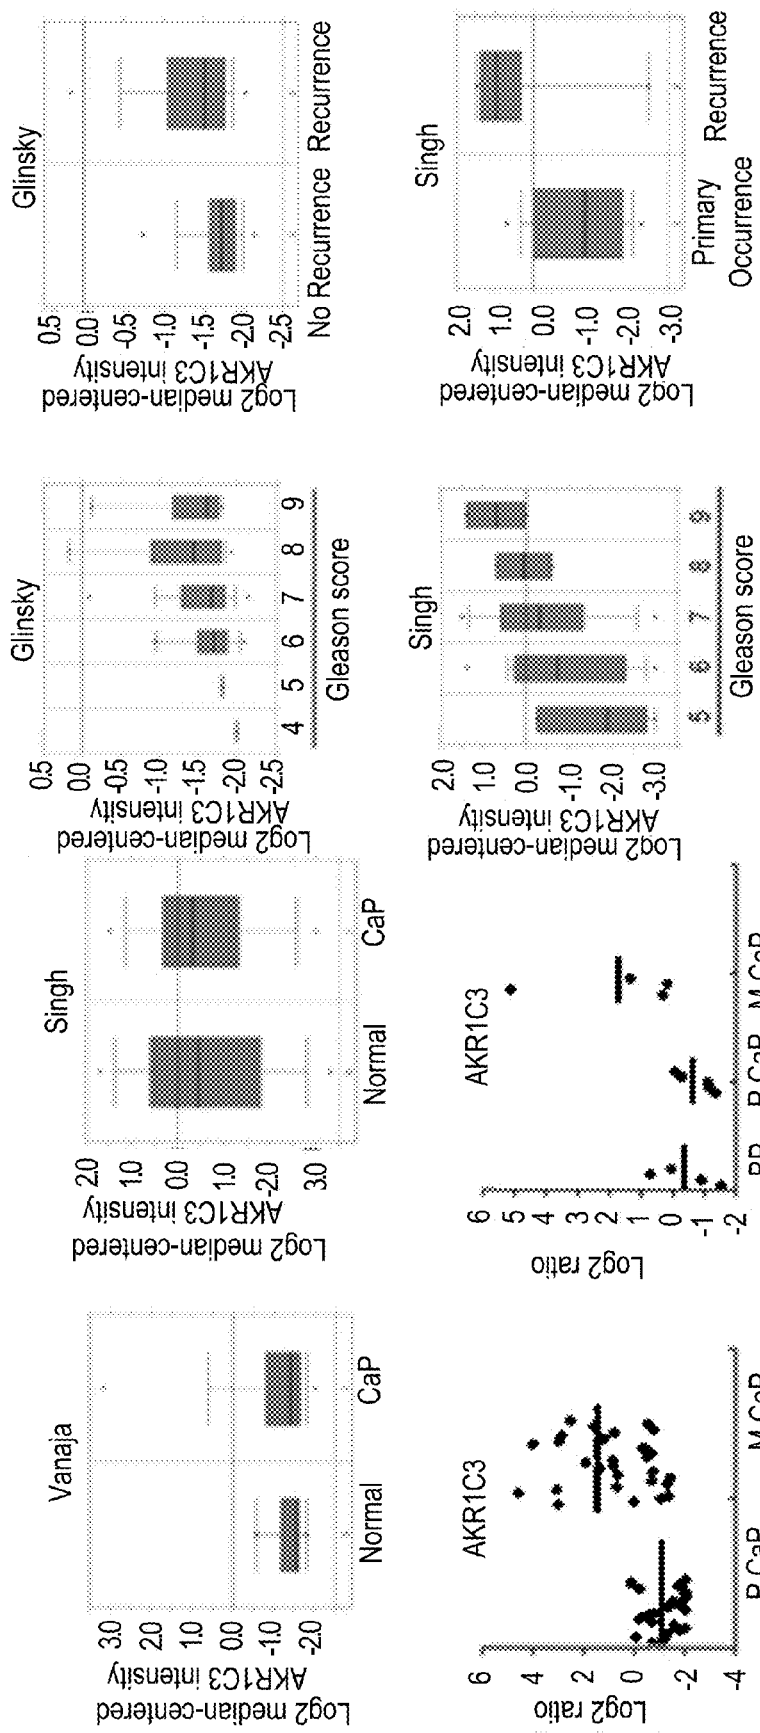 Vanaja
3.0
2.0
1.0
0.0
-1.0
-2.0
Log2 median-centered
AKR1C3 intensity
Normal
CaP
Singh
2.0
1.0
0.0
-1.0
-2.0
3.0
Log2 median-centered
AKR1C3 intensity
Normal
CaP
Glinsky
0.5
0.0
-0.5
-1.0
-1.5
-2.0
-2.5
Log2 median-centered
AKR1C3 intensity
4 5 6 7 8 9
Gleason score
Glinsky
0.5
0.0
-0.5
-1.0
-1.5
-2.0
-2.5
Log2 median-centered
AKR1C3 intensity
No Recurrence
Recurrence
AKR1C3
6
4
2
0
-2
-4
Log2 ratio
P CaP
M CaP
AKR1C3
6
5
4
3
2
1
0
-1
-2
Log2 ratio
P CaP
M CaP
Singh
2.0
1.0
0.0
-1.0
-2.0
-3.0
Log2 median-centered
AKR1C3 intensity
5 6 7 8 9
Gleason score
Singh
2.0
1.0
0.0
-1.0
-2.0
-3.0
Log2 median-centered
AKR1C3 intensity
Primary
Occurrence
Recurrence